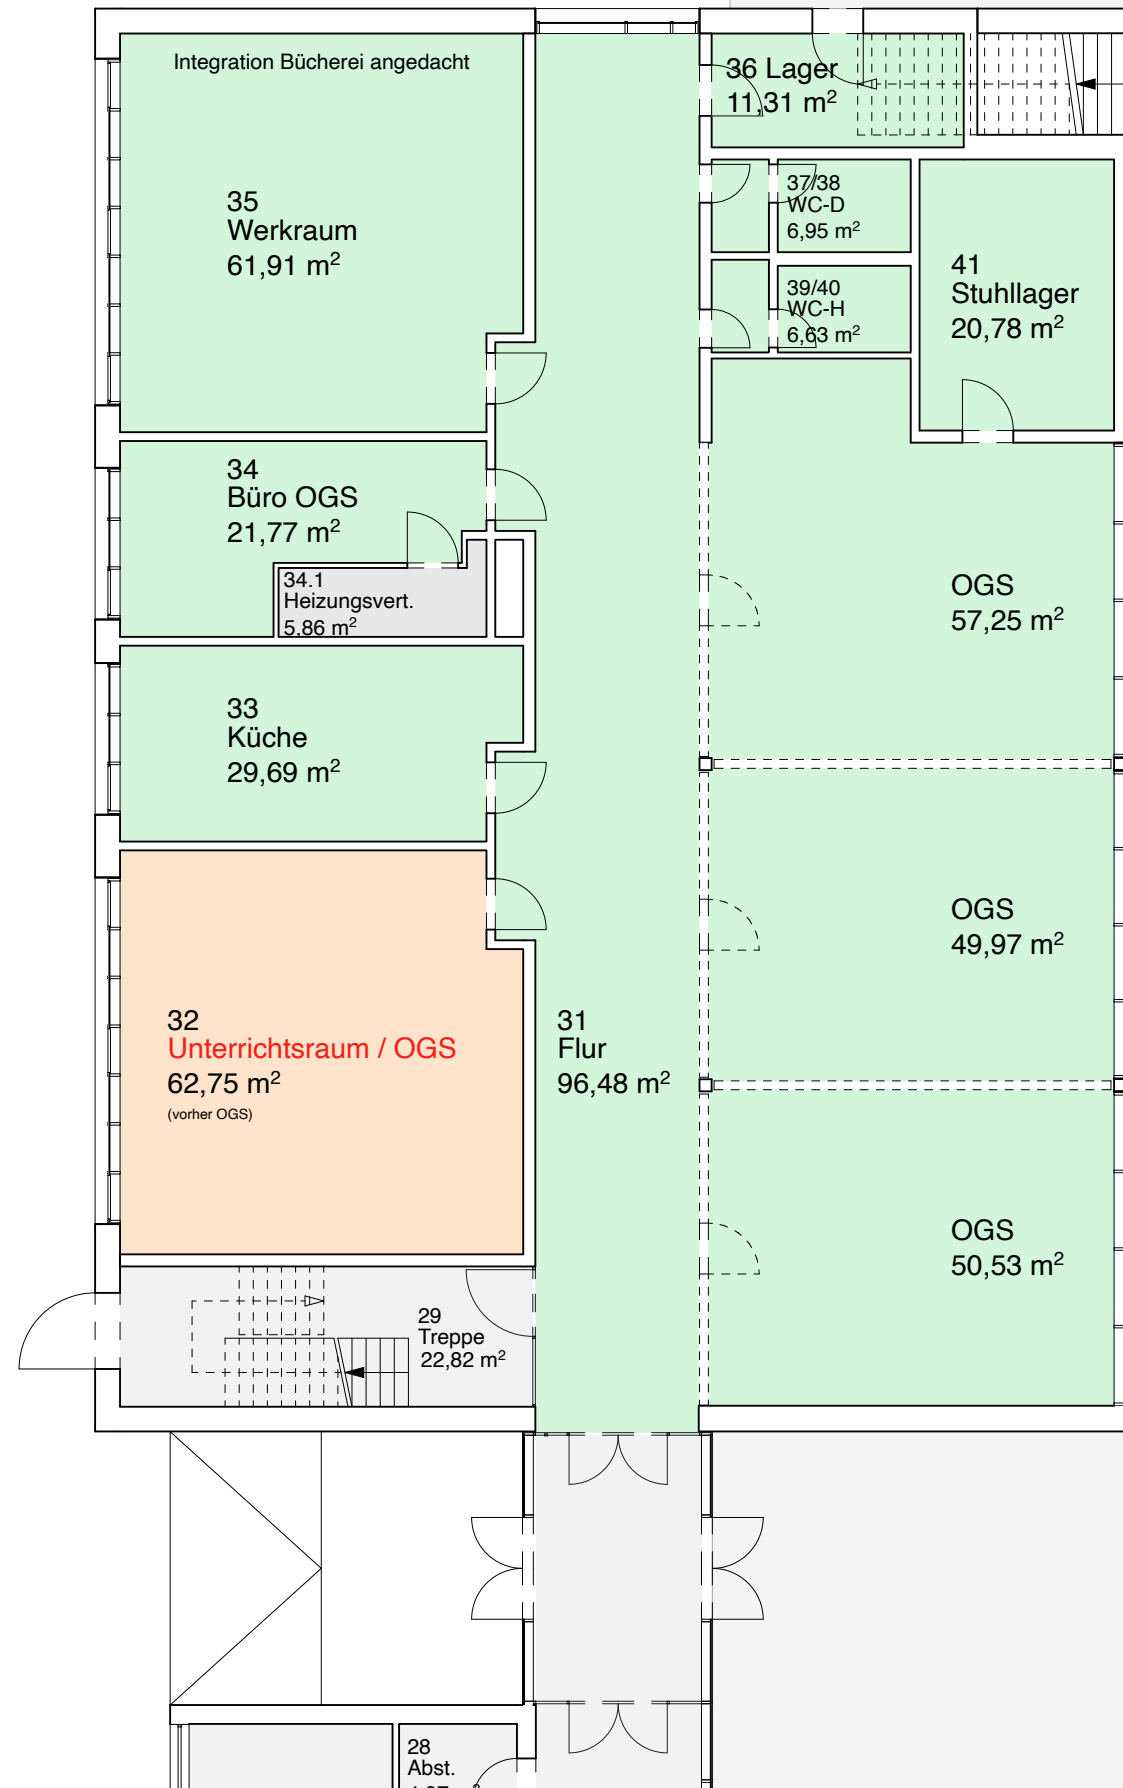 Integration Bücherei angedacht
36 Lager
11,31 m²
35
Werkraum
61,91 m²
37/38
WC-D
6,95 m²
39/40
WC-H
6,63 m²
41
Stuhllager
20,78 m²
34
Büro OGS
21,77 m²
34.1
Heizungsvert.
5,86 m²
OGS
57,25 m²
33
Küche
29,69 m²
OGS
49,97 m²
32
Unterrichtsraum / OGS
62,75 m²
(vorher OGS)
31
Flur
96,48 m²
OGS
50,53 m²
29
Treppe
22,82 m²
28
Abst.